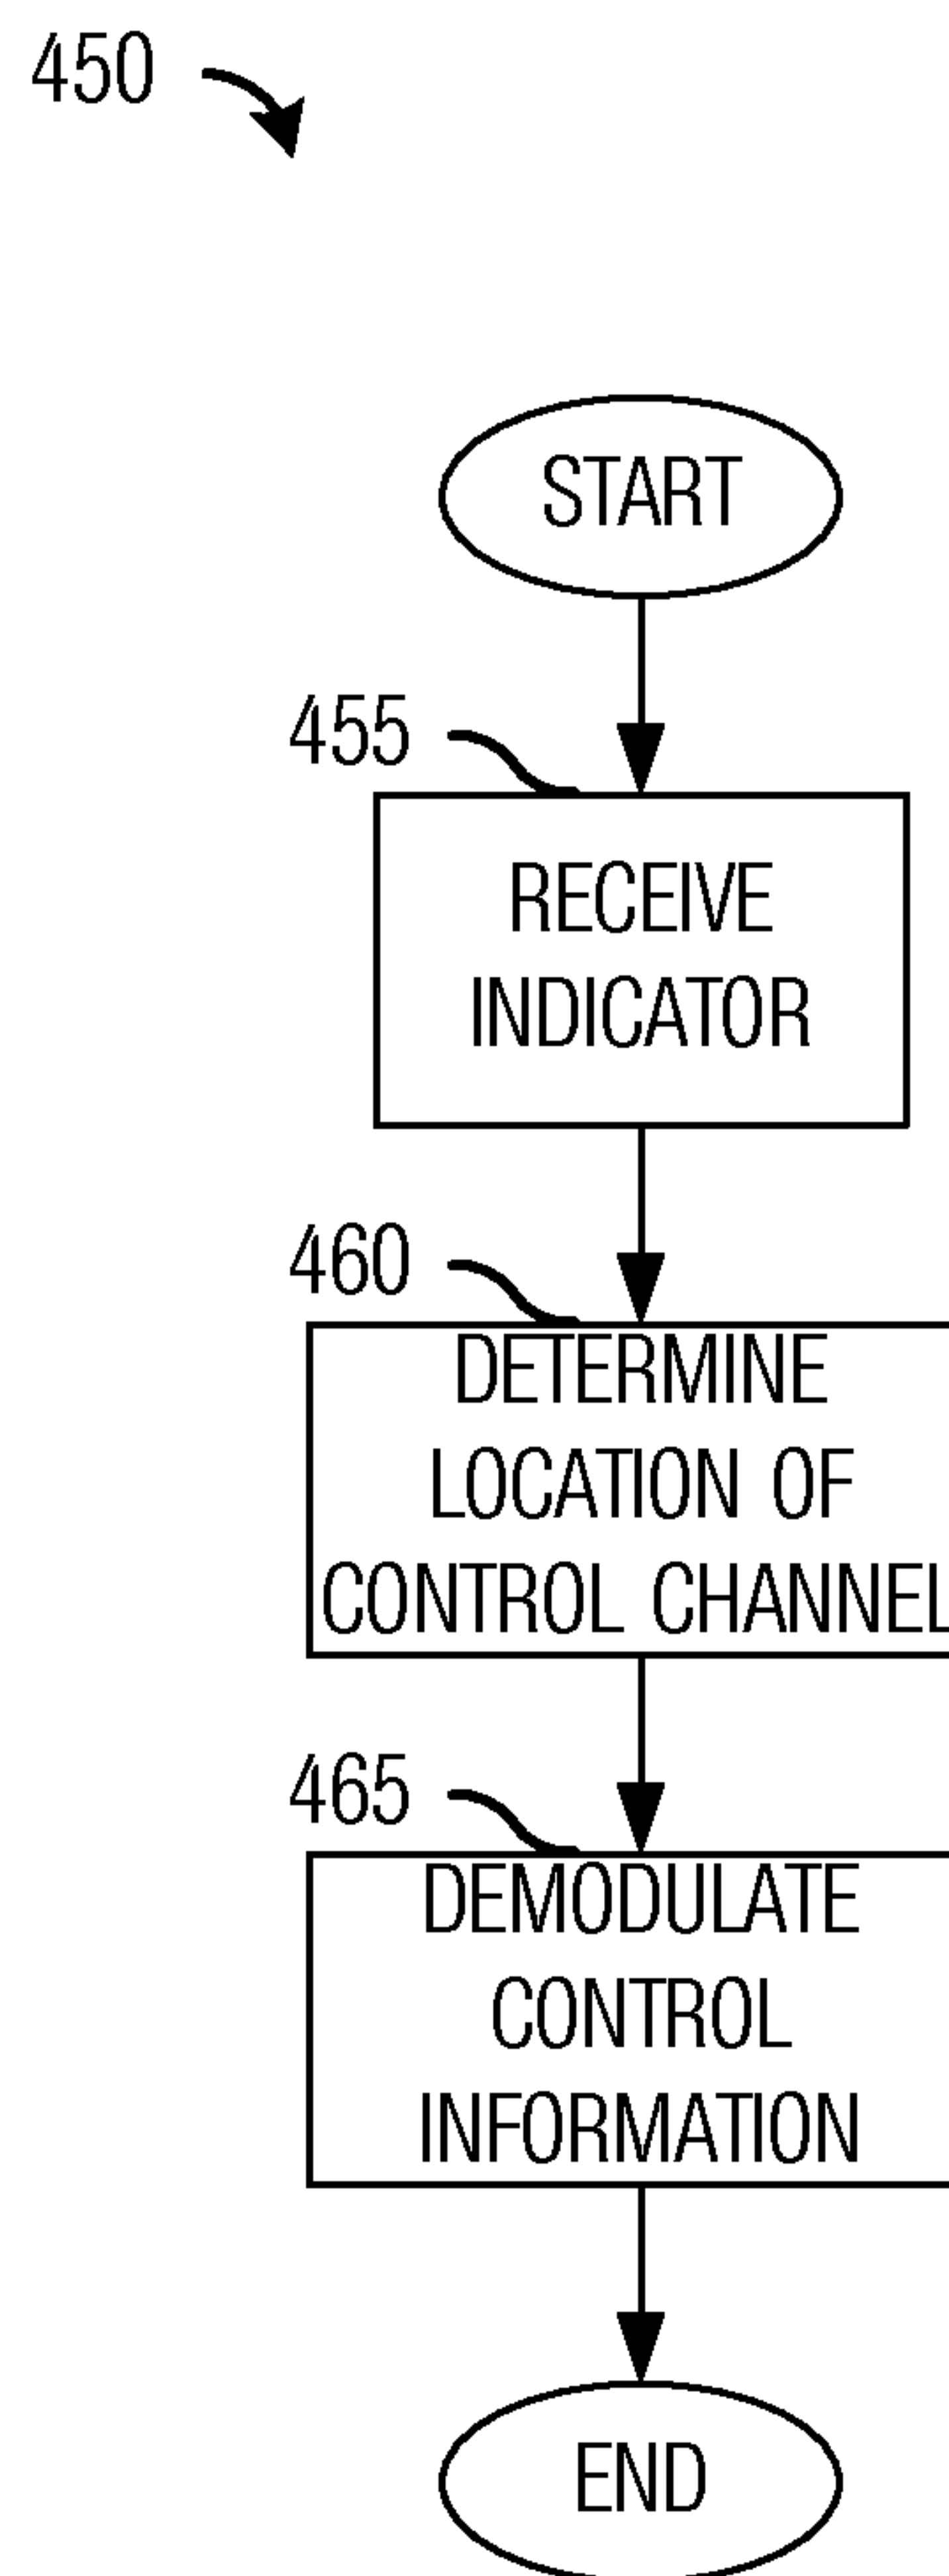 450
START
455
RECEIVE
INDICATOR
460
DETERMINE
LOCATION OF
CONTROL CHANNEL
465
DEMODULATE
CONTROL
INFORMATION
END